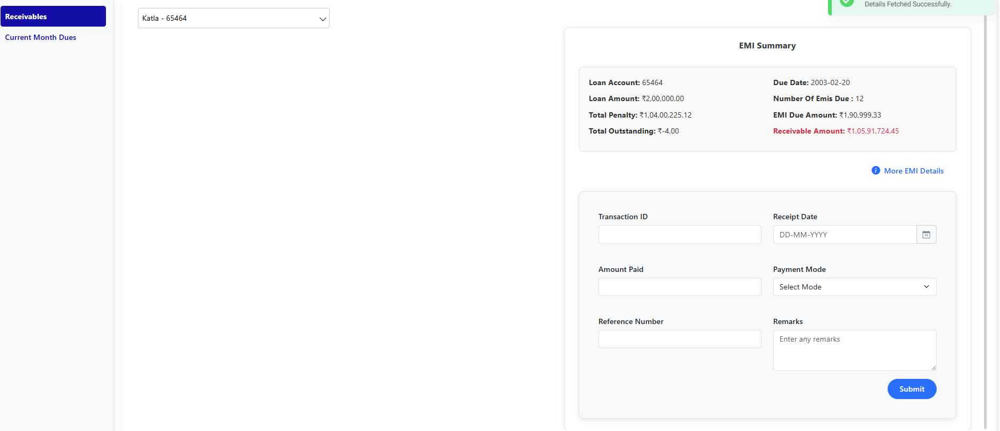 Receivables
Current Month Dues
Katla - 65464
Details Fetched Successfully.
EMI Summary
Loan Account: 65464
Due Date: 2003-02-20
Loan Amount: ₹2,00,000.00
Number Of Emis Due : 12
Total Penalty: ₹1,04,00,225.12
EMI Due Amount: ₹1,90,999.33
Total Outstanding: ₹-4.00
Receivable Amount: ₹1,05,91,724.45
More EMI Details
Transaction ID
Receipt Date
DD-MM-YYYY
Amount Paid
Payment Mode
Select Mode
Reference Number
Remarks
Enter any remarks
Submit